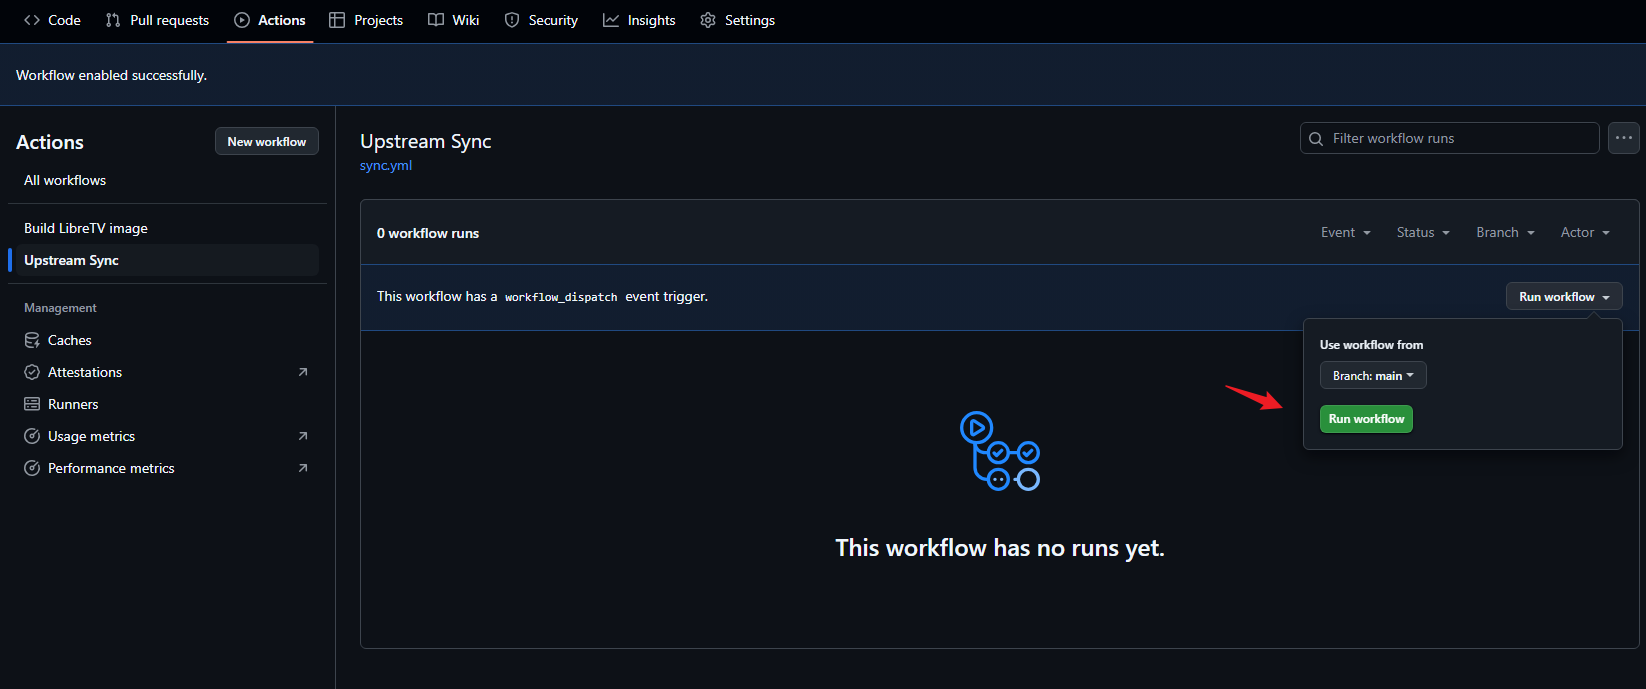 Code
Pull requests
Actions
Projects
Wiki
Security
Insights
Settings
Workflow enabled successfully.
Actions
New workflow
All workflows
Build LibreTV image
Upstream Sync
Management
Caches
Attestations
Runners
Usage metrics
Performance metrics
Upstream Sync
sync.yml
Filter workflow runs
0 workflow runs
Event
Status
Branch
Actor
This workflow has a workflow_dispatch event trigger.
Run workflow
Use workflow from
Branch: main
Run workflow
This workflow has no runs yet.